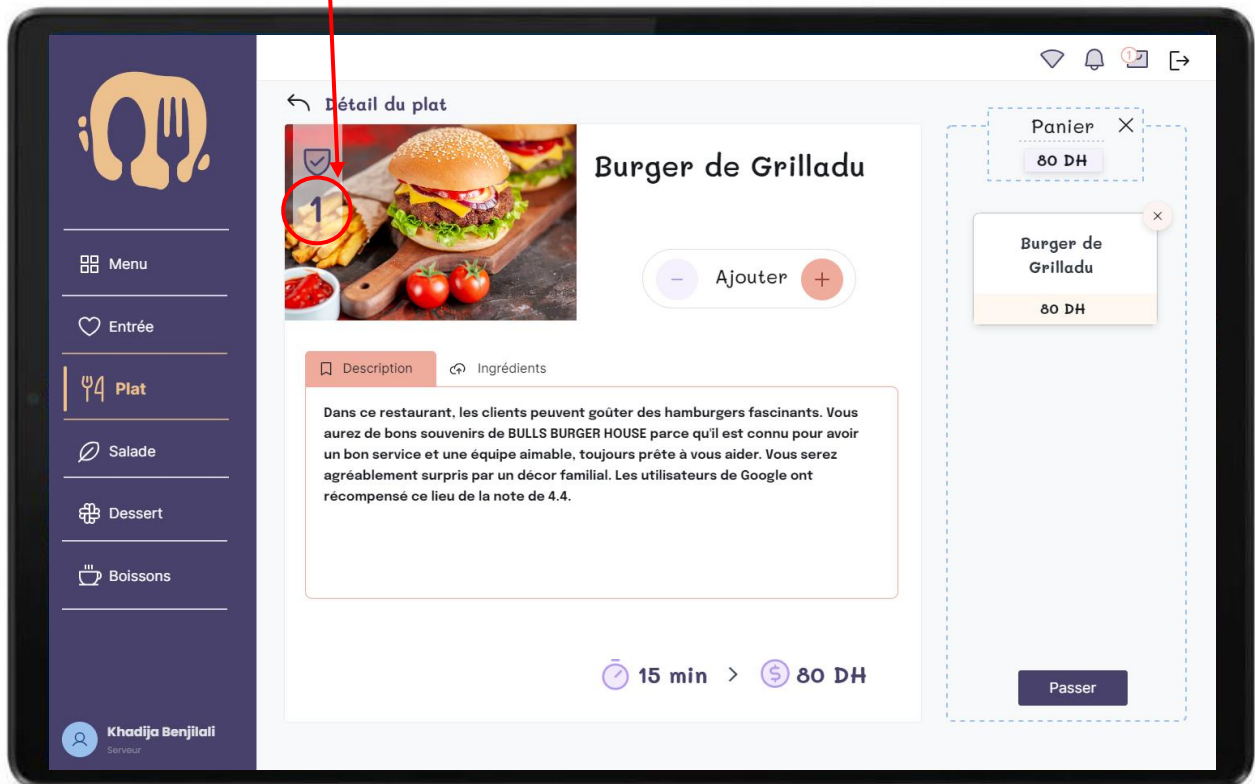 1
Détail du plat
1
Burger de Grilladu
- Ajouter +
Menu
Entrée
Plat
Salade
Dessert
Boissons
Khadija Benjilali
Serveur
Description
Ingrédients
Dans ce restaurant, les clients peuvent goûter des hamburgers fascinants. Vous
aurez de bons souvenirs de BULLS BURGER HOUSE parce qu'il est connu pour avoir
un bon service et une équipe aimable, toujours prête à vous aider. Vous serez
agréablement surpris par un décor familial. Les utilisateurs de Google ont
récompensé ce lieu de la note de 4.4.
15 min > $ 80 DH
Panier
80 DH
Burger de
Grilladu
80 DH
Passer